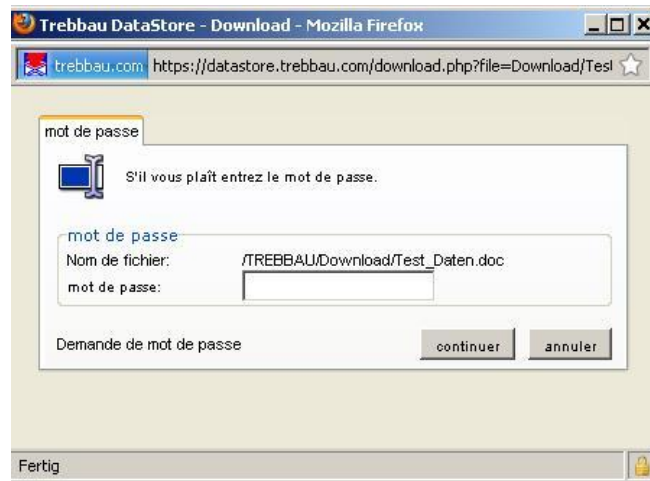 Trebbau DataStore - Download - Mozilla Firefox
trebbau.com https://datastore.trebbau.com/download.php?file=Download/Test
mot de passe
S'il vous plaît entrez le mot de passe.
mot de passe
Nom de fichier: /TREBBAU/Download/Test_Daten.doc
mot de passe:
Demande de mot de passe continuer annuler
Fertig